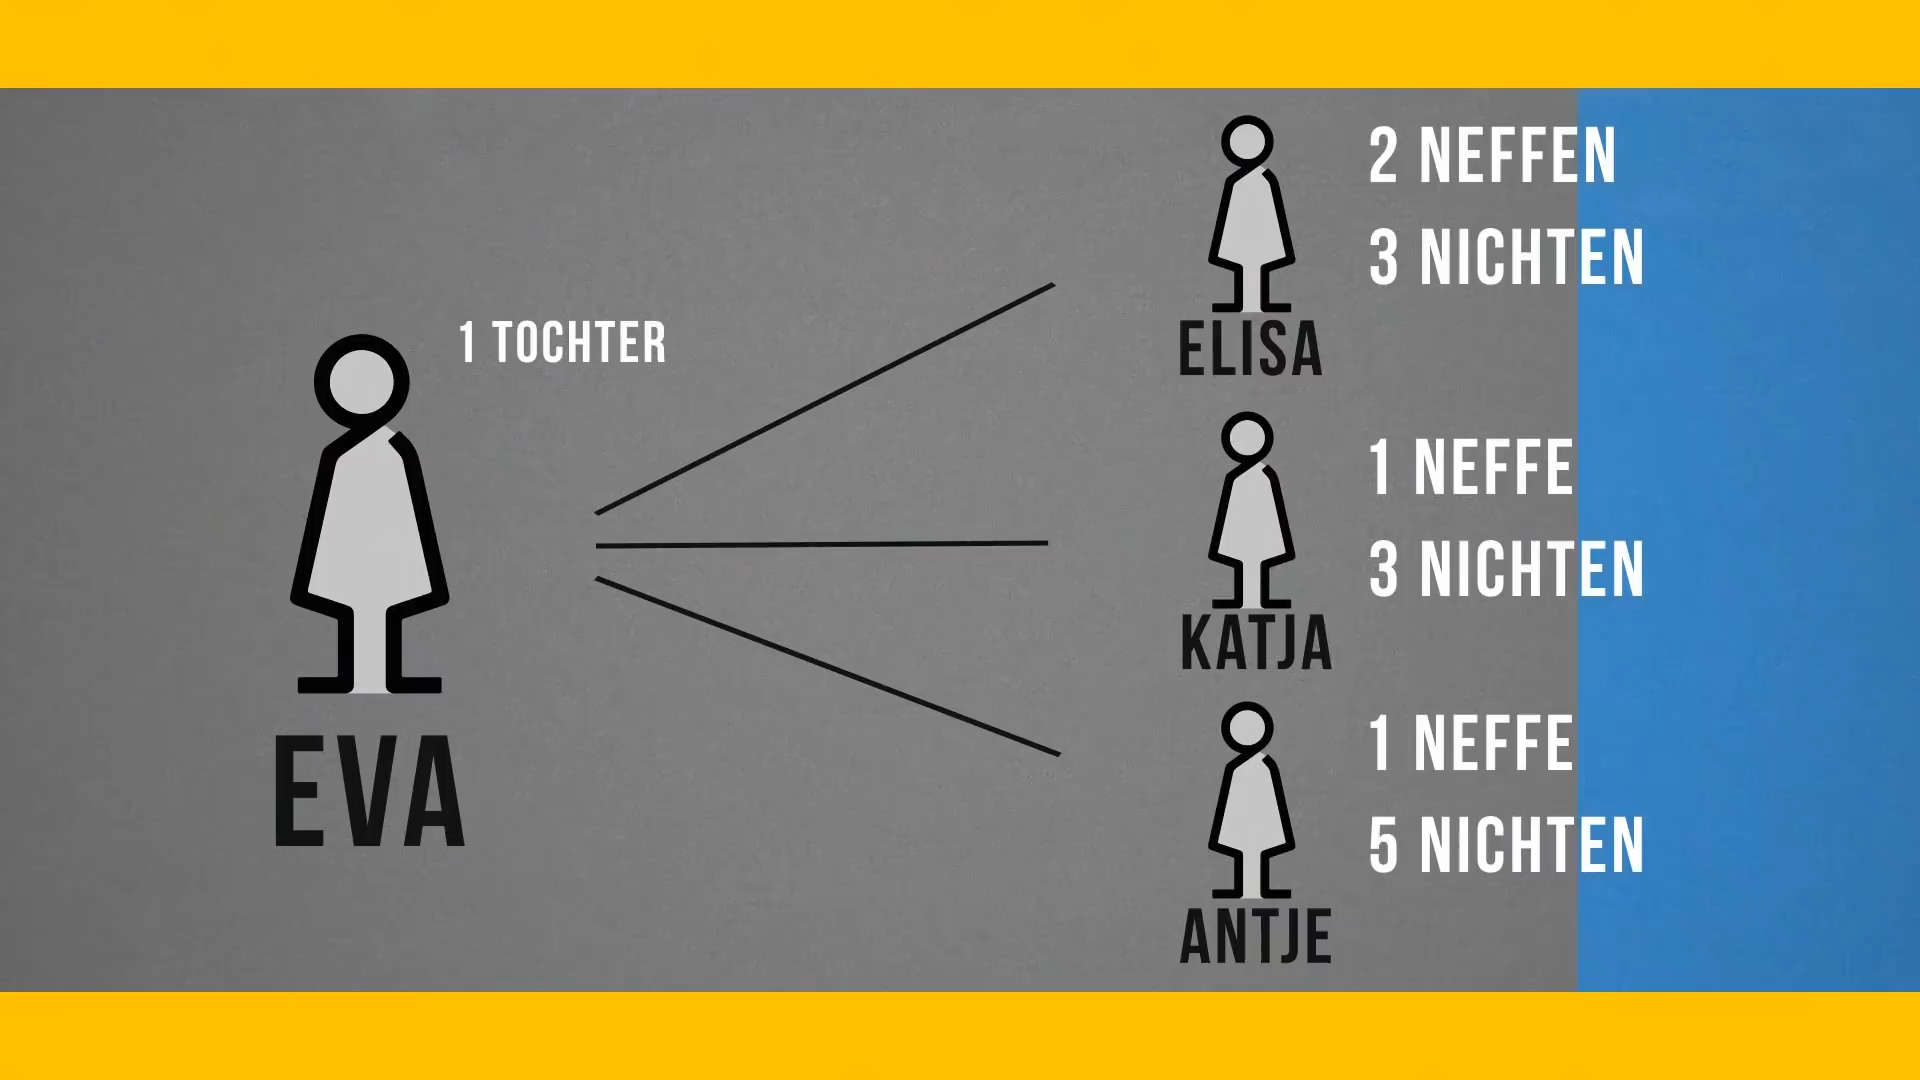 1 TOCHTER
EVA
2 NEFFEN
3 NICHTEN
ELISA
1 NEFFE
3 NICHTEN
KATJA
1 NEFFE
5 NICHTEN
ANTJE